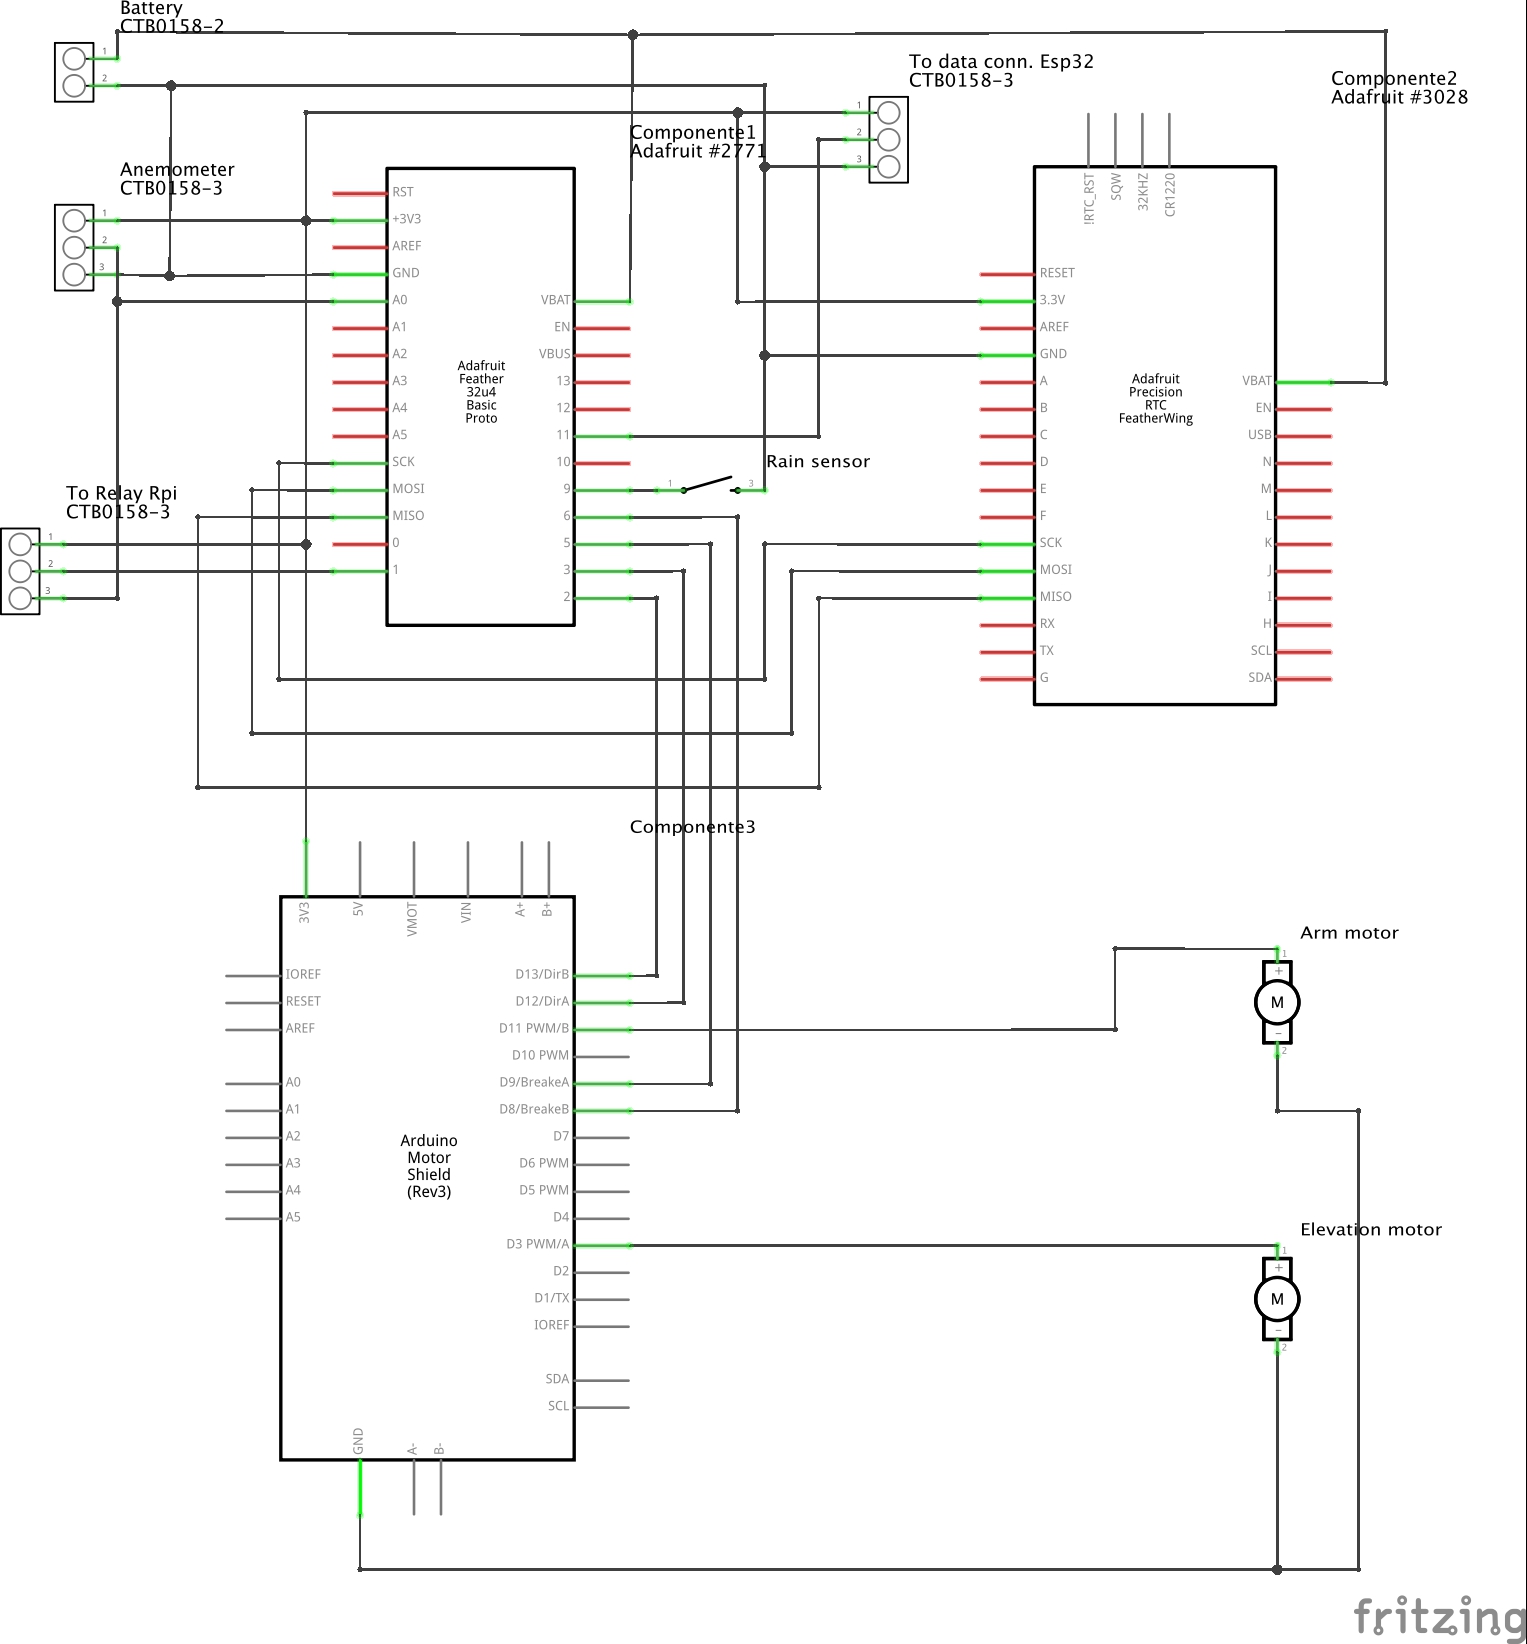 Battery
CTB0158-2
1
2
To data conn. Esp32
CTB0158-3
1
2
3
Componente2
Adafruit #3028
Componente1
Adafruit #2771
Anemometer
CTB0158-3
1
2
3
RST
+3V3
AREF
GND
A0
A1
A2
A3
A4
A5
SCK
MOSI
MISO
0
1
Adafruit
Feather
32u4
Basic
Proto
VBAT
EN
VBUS
13
12
11
10
9
6
5
3
2
Rain sensor
1
3
!RTC_RST
SQW
32KHZ
CR1220
RESET
3.3V
AREF
GND
A
B
C
D
E
F
SCK
MOSI
MISO
RX
TX
G
Adafruit
Precision
RTC
FeatherWing
VBAT
EN
USB
N
M
L
K
J
I
H
SCL
SDA
To Relay Rpi
CTB0158-3
1
2
3
Componente3
3V3
5V
VMOT
VIN
A+
B+
IOREF
RESET
AREF
A0
A1
A2
A3
A4
A5
Arduino
Motor
Shield
(Rev3)
D13/DirB
D12/DirA
D11 PWM/B
D10 PWM
D9/BreakeA
D8/BreakeB
D7
D6 PWM
D5 PWM
D4
D3 PWM/A
D2
D1/TX
IOREF
SDA
SCL
GND
A-
B-
Arm motor
1
+
M
-
2
Elevation motor
1
+
M
-
2
fritzing